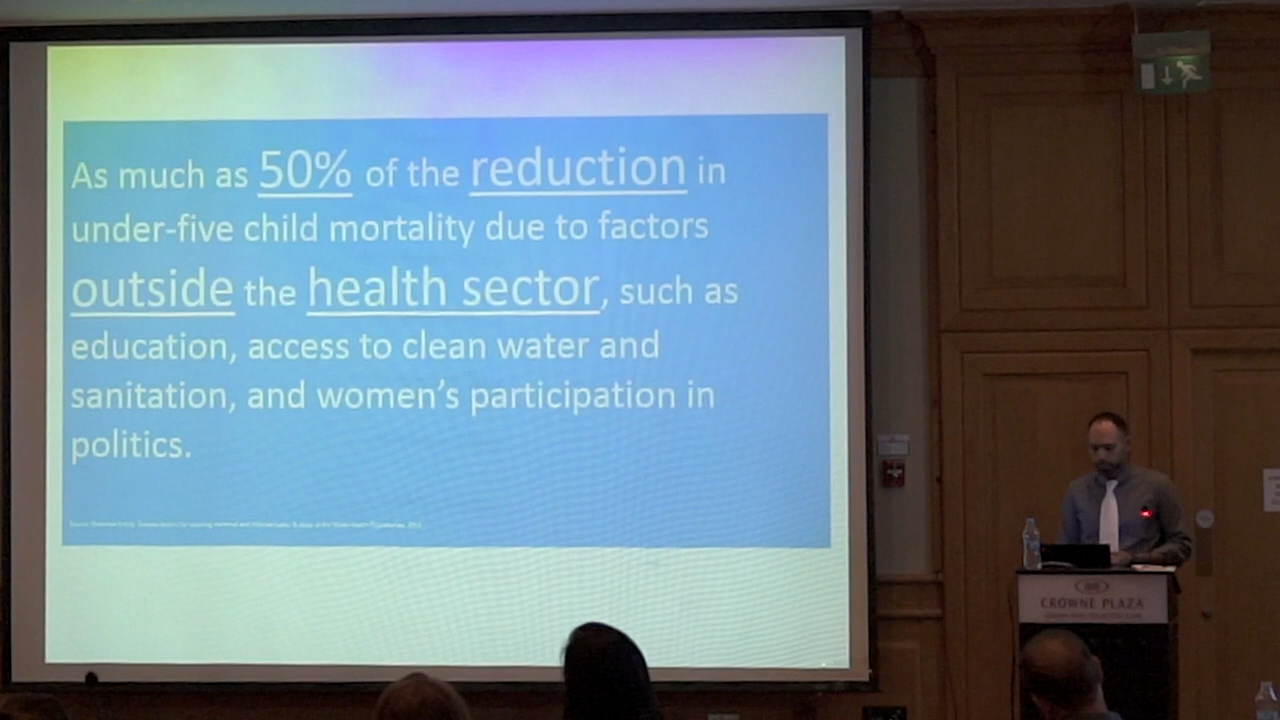 As much as 50% of the reduction in
under-five child mortality due to factors
outside the health sector, such as
education, access to clean water and
sanitation, and women's participation in
politics.
CROWNE PLAZA